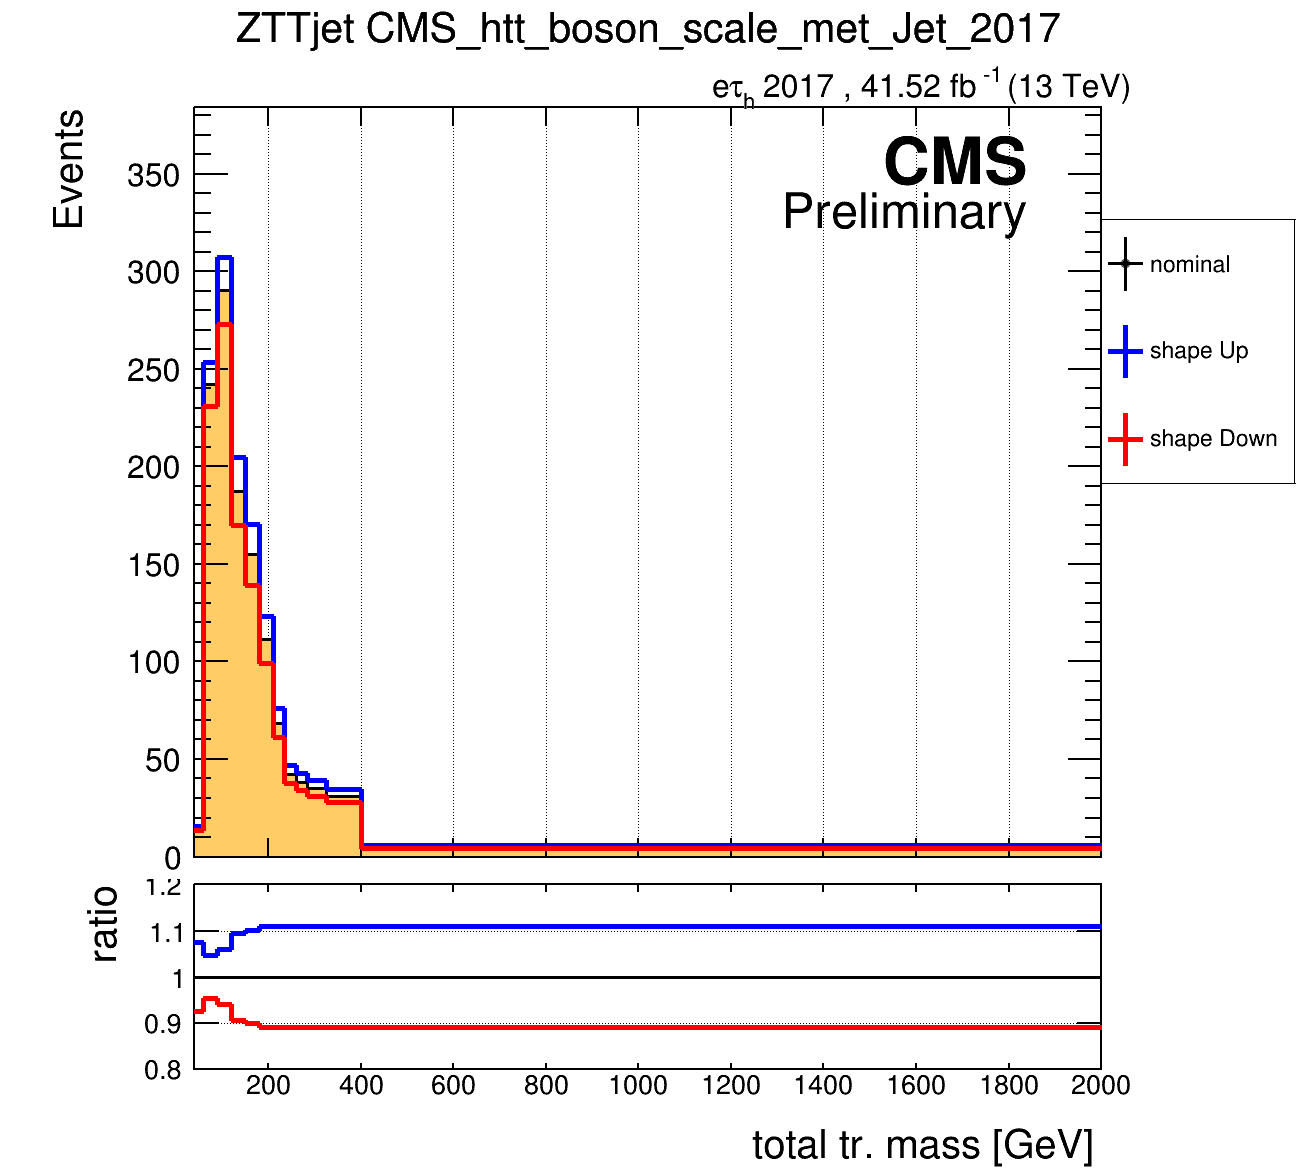 ZTTjet CMS_htt_boson_scale_met_Jet_2017
eτh 2017 , 41.52 fb -1 (13 TeV)
Events
350
300
250
200
150
100
50
0
CMS
Preliminary
nominal
shape Up
shape Down
ratio
1.2
1.1
1
0.9
0.8
200 400 600 800 1000 1200 1400 1600 1800 2000
total tr. mass [GeV]